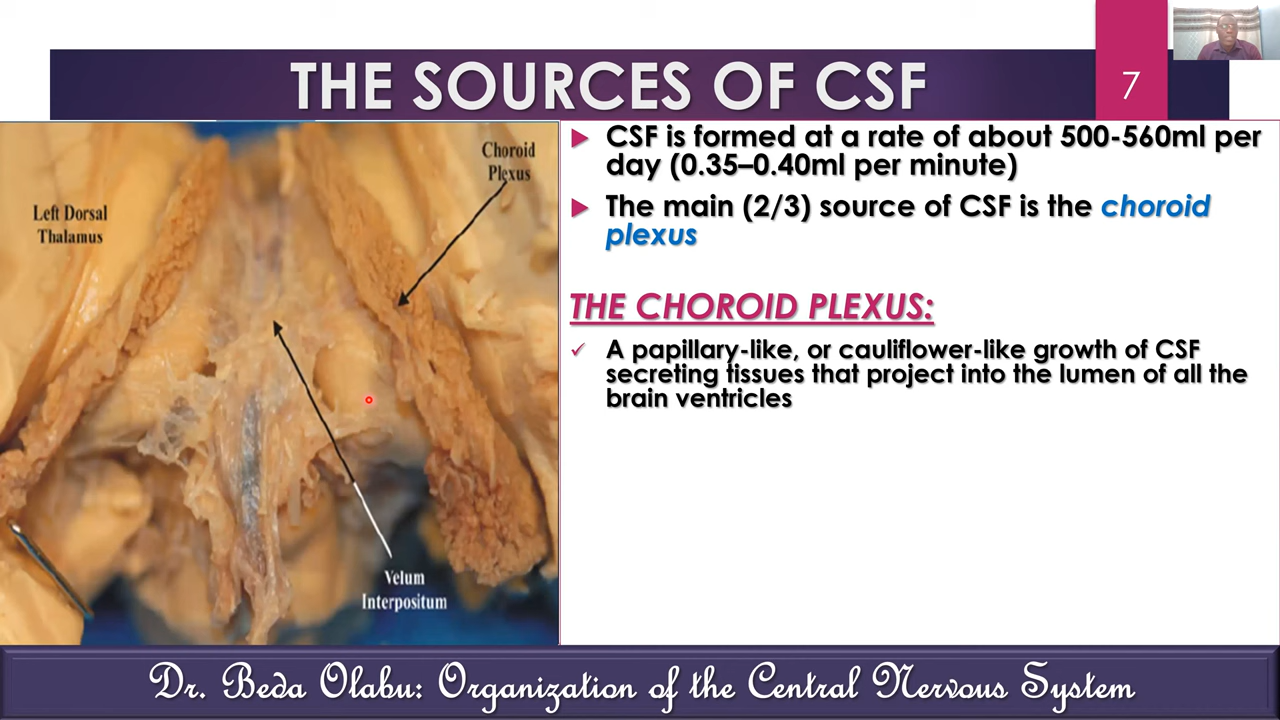 THE SOURCES OF CSF
7
Choroid
Plexus
Left Dorsal
Thalamus
Velum
Interpositum
CSF is formed at a rate of about 500-560ml per
day (0.35–0.40ml per minute)
The main (2/3) source of CSF is the choroid
plexus
THE CHOROID PLEXUS:
A papillary-like, or cauliflower-like growth of CSF
secreting tissues that project into the lumen of all the
brain ventricles
Dr. Beda Olabu: Organization of the Central Nervous System